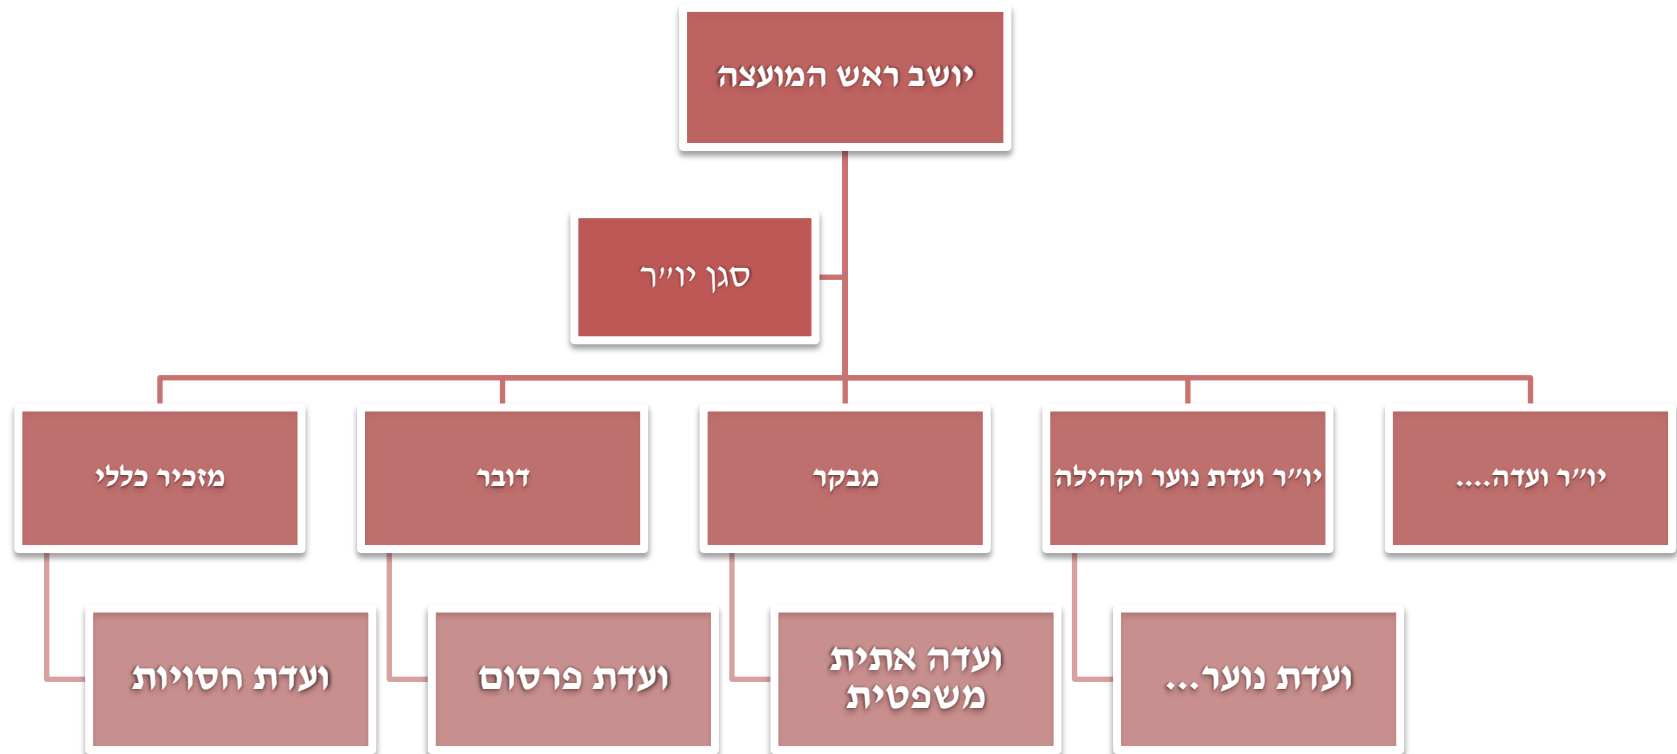 יושב ראש המועצה
סגן יו"ר
יו"ר ועדה....
יו"ר ועדת נוער וקהילה
מבקר
דובר
מזכיר כללי
ועדת נוער...
ועדה אתית
משפטית
ועדת פרסום
ועדת חסויות